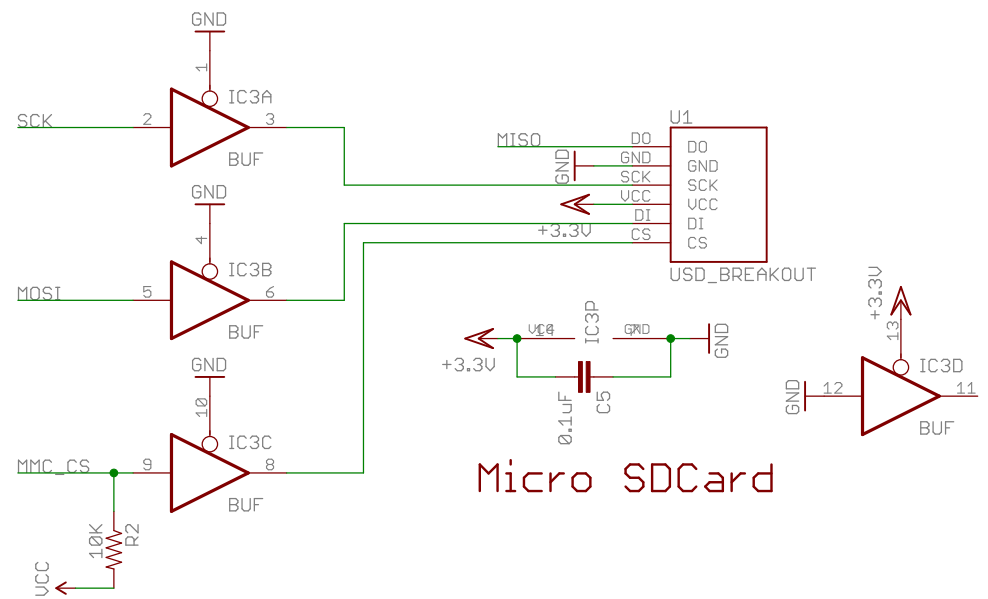 GND
1
IC3A
SCK
2
3
BUF
GND
4
IC3B
MOSI
5
6
BUF
GND
10
IC3C
MMC_CS
9
8
BUF
10K
R2
VCC
U1
MISO
DO
DO
GND
GND
GND
SCK
SCK
VCC
VCC
+3.3V
DI
DI
CS
CS
USD_BREAKOUT
+3.3V
VCC
14
IC3P
GND
7
GND
0.1uF
C5
+3.3V
13
IC3D
GND
12
11
BUF
Micro SDCard